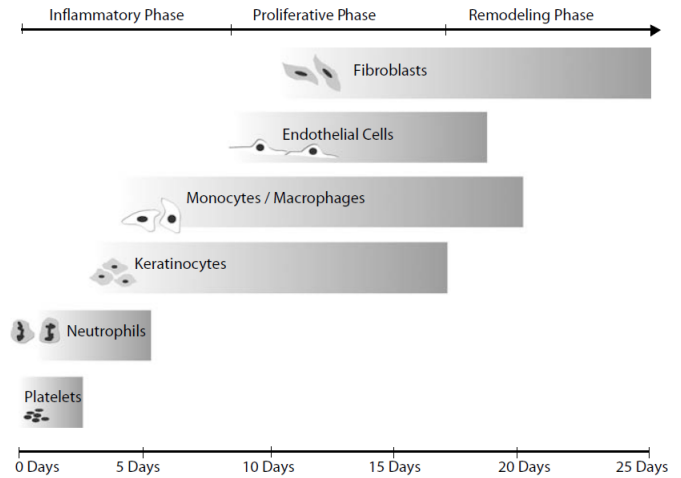 Inflammatory Phase Proliferative Phase Remodeling Phase
Fibroblasts
Endothelial Cells
Monocytes / Macrophages
Keratinocytes
Neutrophils
Platelets
0 Days 5 Days 10 Days 15 Days 20 Days 25 Days